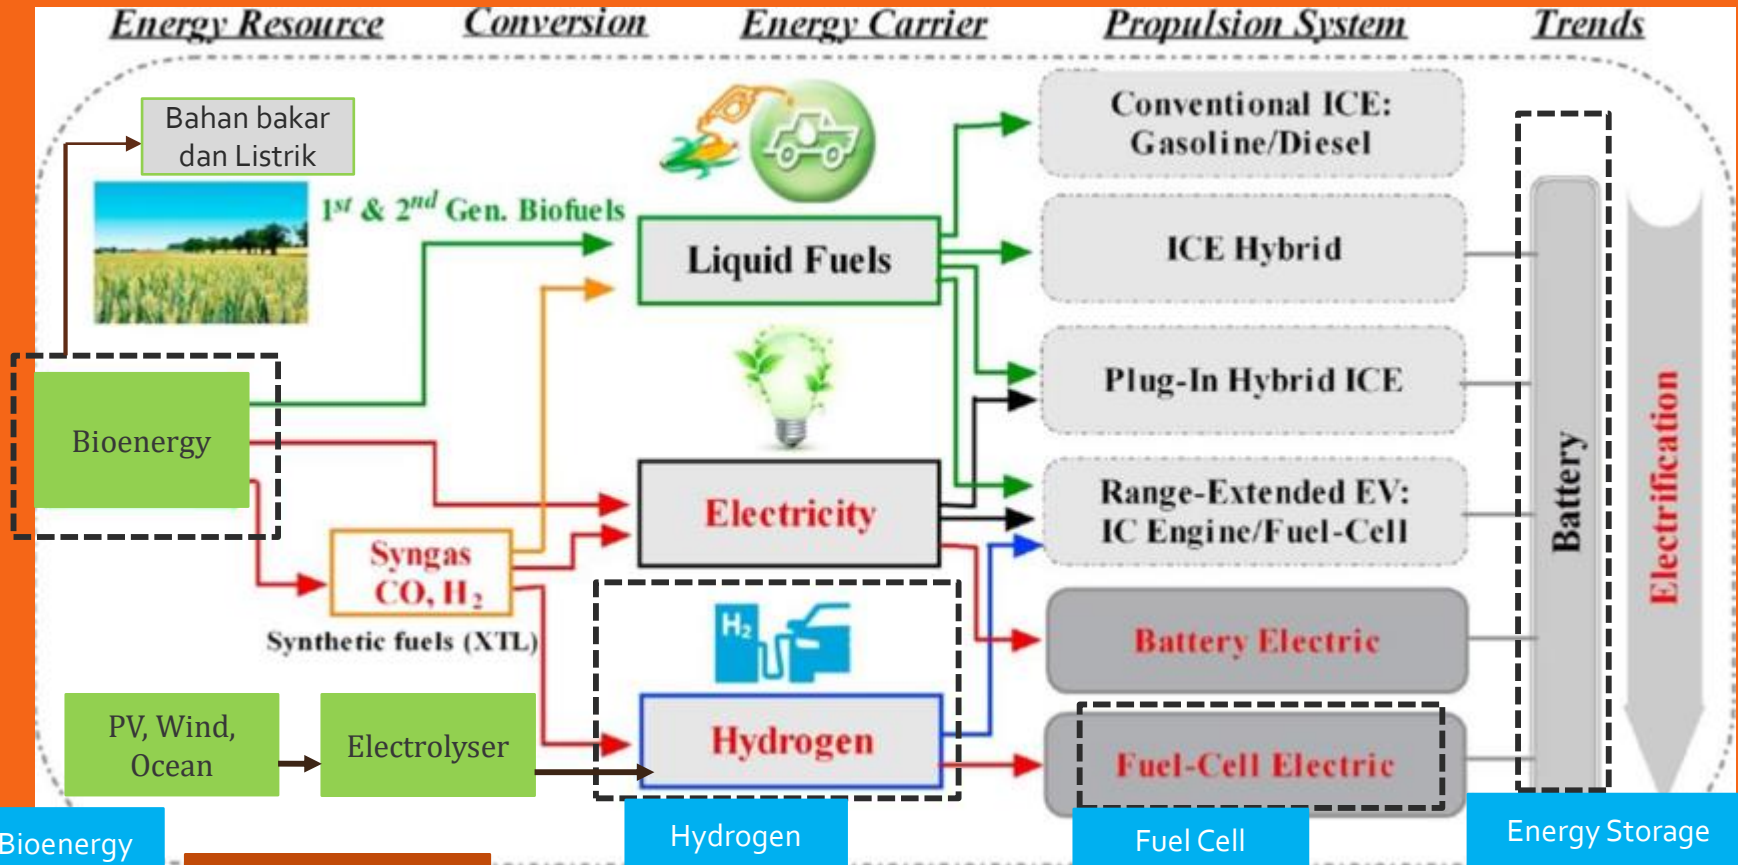 Energy Resource
Conversion
Energy Carrier
Propulsion System
Trends
Bahan bakar
dan Listrik
1st & 2nd Gen. Biofuels
Liquid Fuels
Conventional ICE:
Gasoline/Diesel
ICE Hybrid
Plug-In Hybrid ICE
Bioenergy
Electricity
Range-Extended EV:
IC Engine/Fuel-Cell
Battery
Electrification
Syngas
CO, H2
Synthetic fuels (XTL)
H2
Battery Electric
PV, Wind,
Ocean
Electrolyser
Hydrogen
Fuel-Cell Electric
Bioenergy
Hydrogen
Fuel Cell
Energy Storage